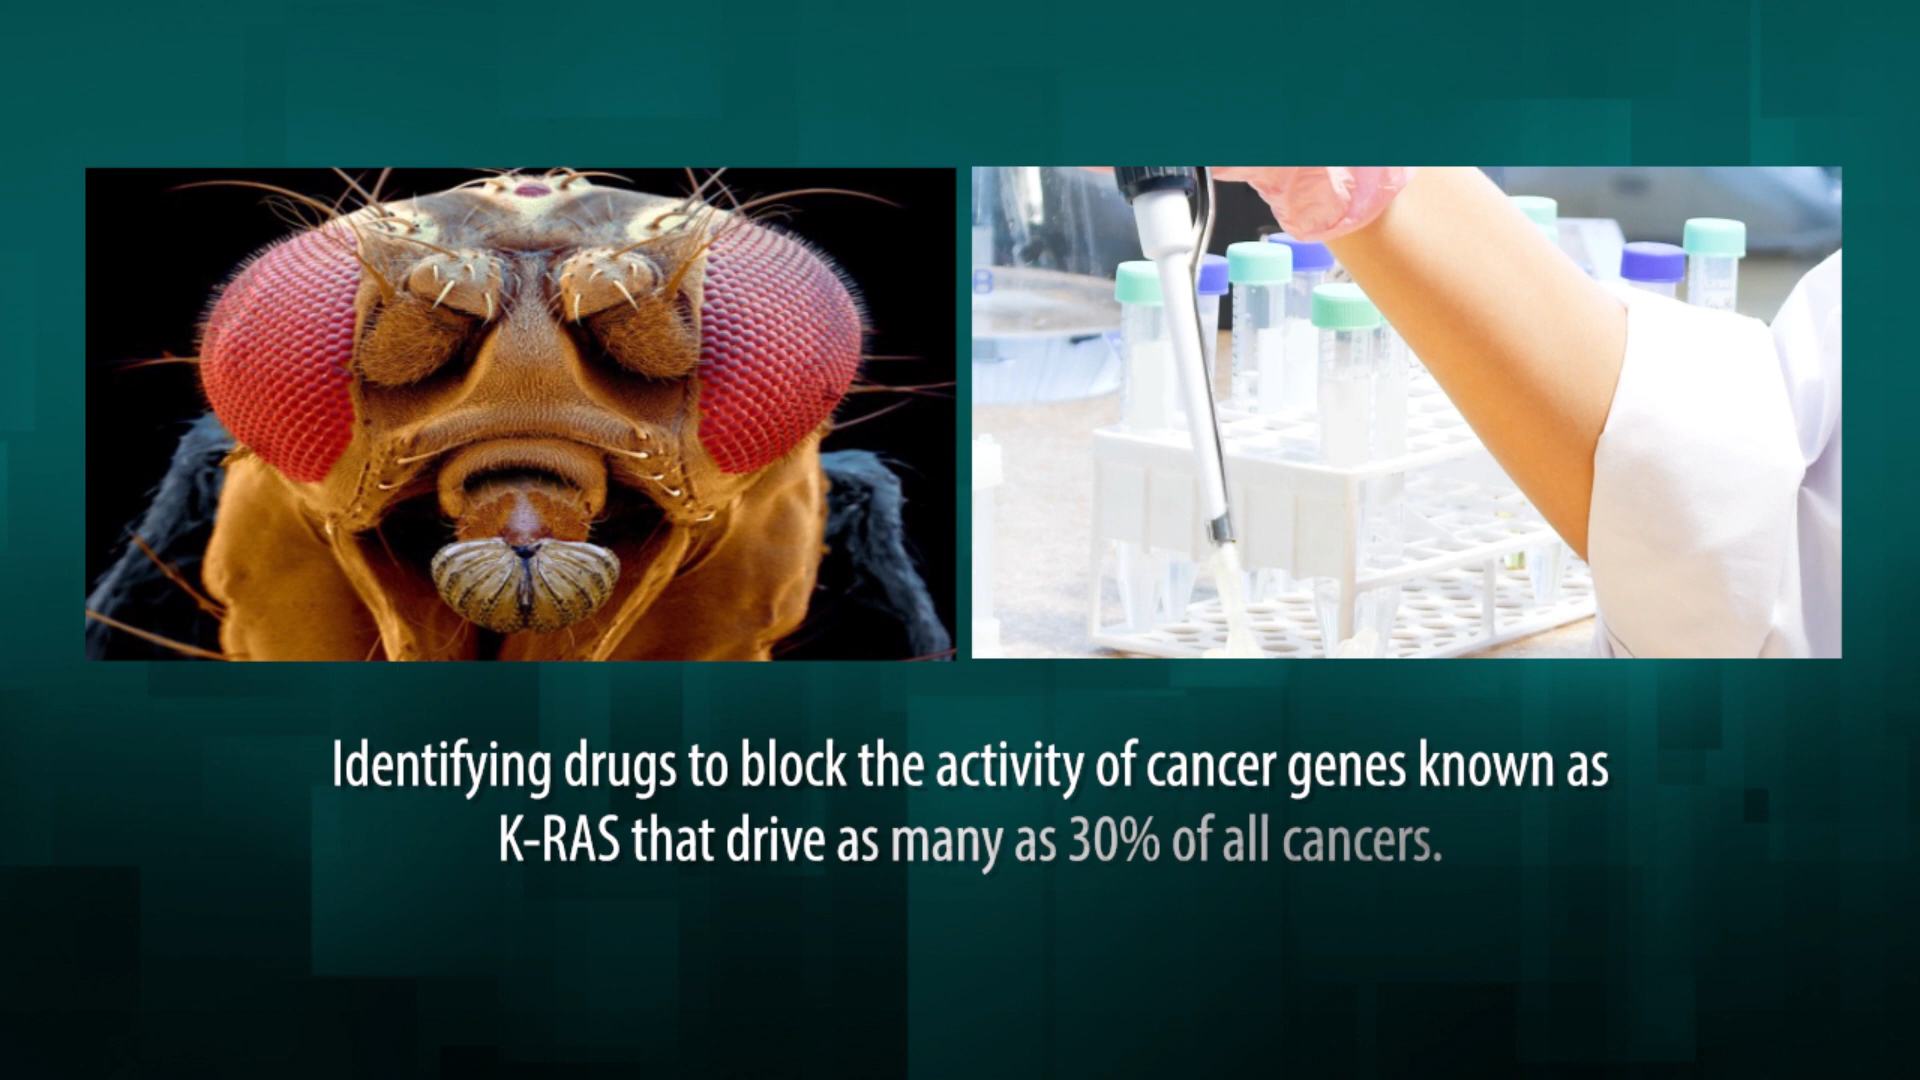 Identifying drugs to block the activity of cancer genes known as
K-RAS that drive as many as 30% of all cancers.